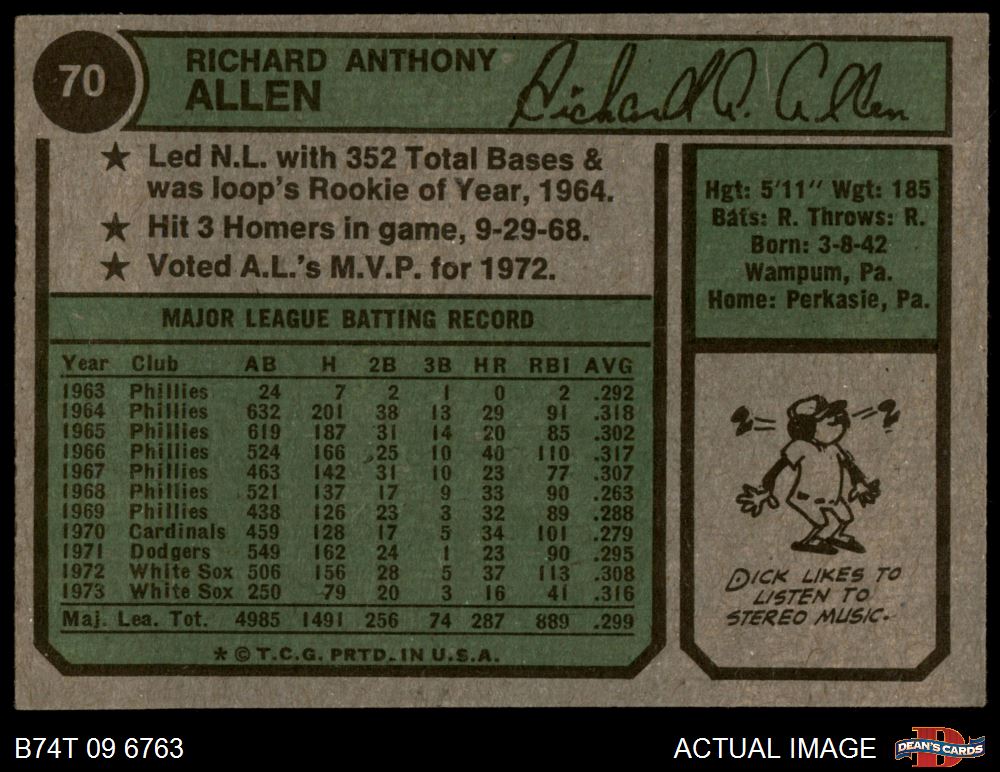 70
RICHARD ANTHONY
ALLEN
Richard A. Allen
★ Led N.L. with 352 Total Bases &
was loop's Rookie of Year, 1964.
★ Hit 3 Homers in game, 9-29-68.
★ Voted A.L.'s M.V.P. for 1972.
Hgt: 5'11" Wgt: 185
Bats: R. Throws: R.
Born: 3-8-42
Wampum, Pa.
Home: Perkasie, Pa.
MAJOR LEAGUE BATTING RECORD
Year Club AB H 2B 3B HR RBI AVG
1963 Phillies 24 7 2 1 0 2 .292
1964 Phillies 632 201 38 13 29 91 .318
1965 Phillies 619 187 31 14 20 85 .302
1966 Phillies 524 166 25 10 40 110 .317
1967 Phillies 463 142 31 10 23 77 .307
1968 Phillies 521 137 17 9 33 90 .263
1969 Phillies 438 126 23 3 32 89 .288
1970 Cardinals 459 128 17 5 34 101 .279
1971 Dodgers 549 162 24 1 23 90 .295
1972 White Sox 506 156 28 5 37 113 .308
1973 White Sox 250 79 20 3 16 41 .316
Maj. Lea. Tot. 4985 1491 256 74 287 889 .299
* © T.C.G. PRTD. IN U.S.A.
DICK LIKES TO
LISTEN TO
STEREO MUSIC.
B74T 09 6763
ACTUAL IMAGE
D
DEAN'S CARDS